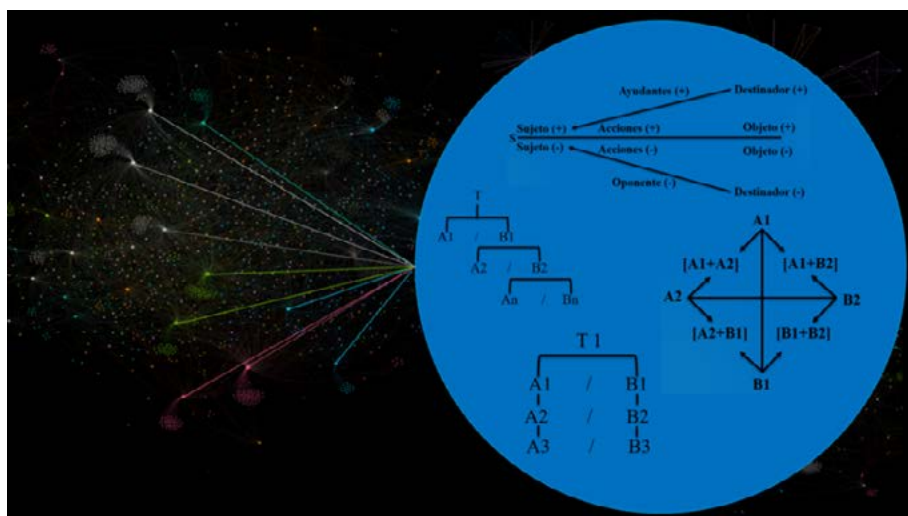 Ayudantes (+) Destinador (+)
Sujeto (+) Acciones (+) Objeto (+)
S
Sujeto (-) Acciones (-) Objeto (-)
Oponente (-) Destinador (-)
T
A1 / B1
A2 / B2
An / Bn
A1
[A1+A2] [A1+B2]
A2 B2
[A2+B1] [B1+B2]
B1
T 1
A1 / B1
A2 / B2
A3 / B3